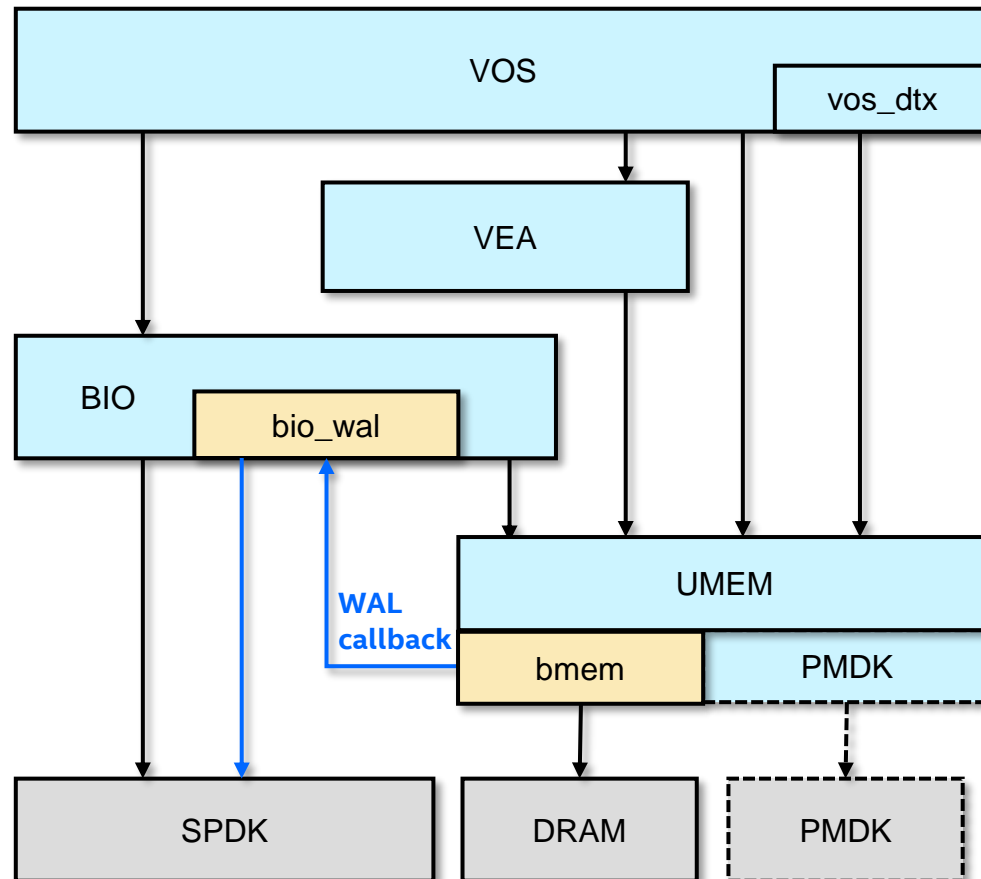 VOS
vos_dtx
VEA
BIO
bio_wal
WAL
callback
UMEM
bmem
PMDK
SPDK
DRAM
PMDK